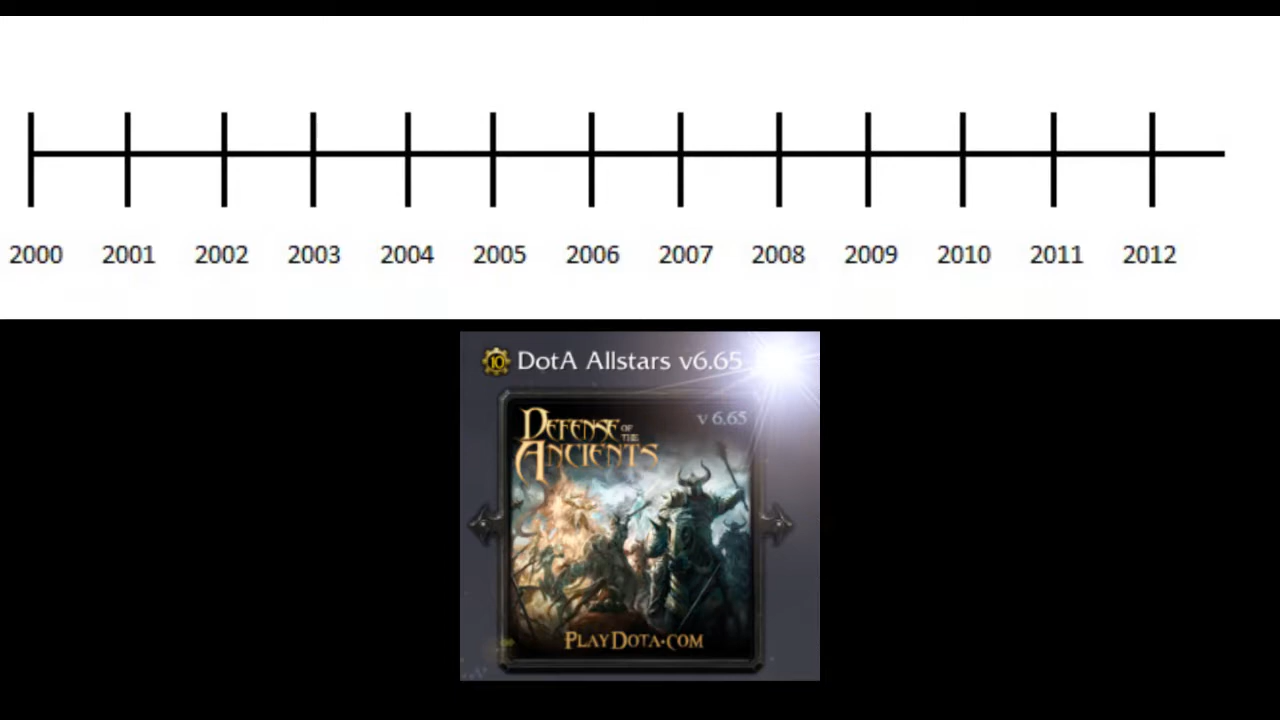 2000 2001 2002 2003 2004 2005 2006 2007 2008 2009 2010 2011 2012
10 DotA Allstars v6.65
v 6.65
DEFENSE OF THE
ANCIENTS
PLAYDOTA.COM